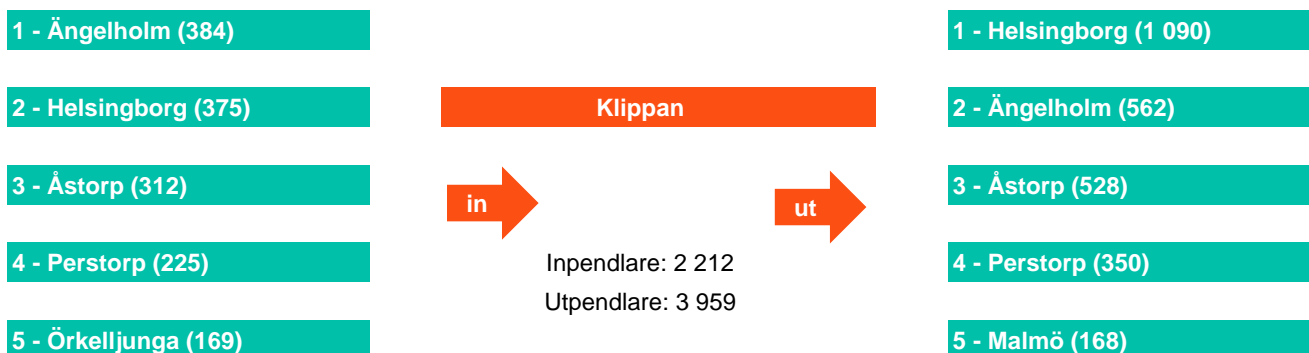 1 - Ängelholm (384)
2 - Helsingborg (375)
3 - Åstorp (312)
4 - Perstorp (225)
5 - Örkelljunga (169)
Klippan
in
ut
Inpendlare: 2 212
Utpendlare: 3 959
1 - Helsingborg (1 090)
2 - Ängelholm (562)
3 - Åstorp (528)
4 - Perstorp (350)
5 - Malmö (168)